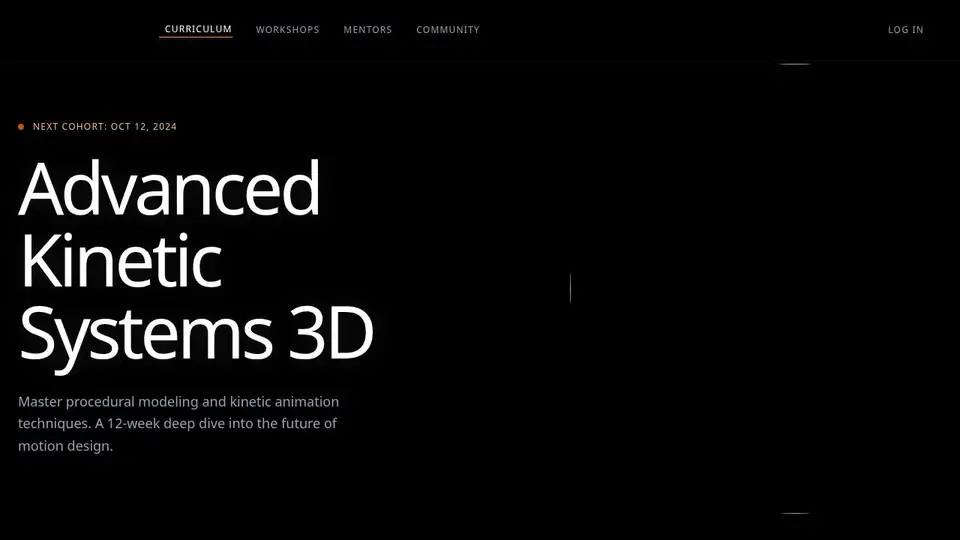 CURRICULUM WORKSHOPS MENTORS COMMUNITY LOG IN
NEXT COHORT: OCT 12, 2024
Advanced
Kinetic
Systems 3D
Master procedural modeling and kinetic animation
techniques. A 12-week deep dive into the future of
motion design.